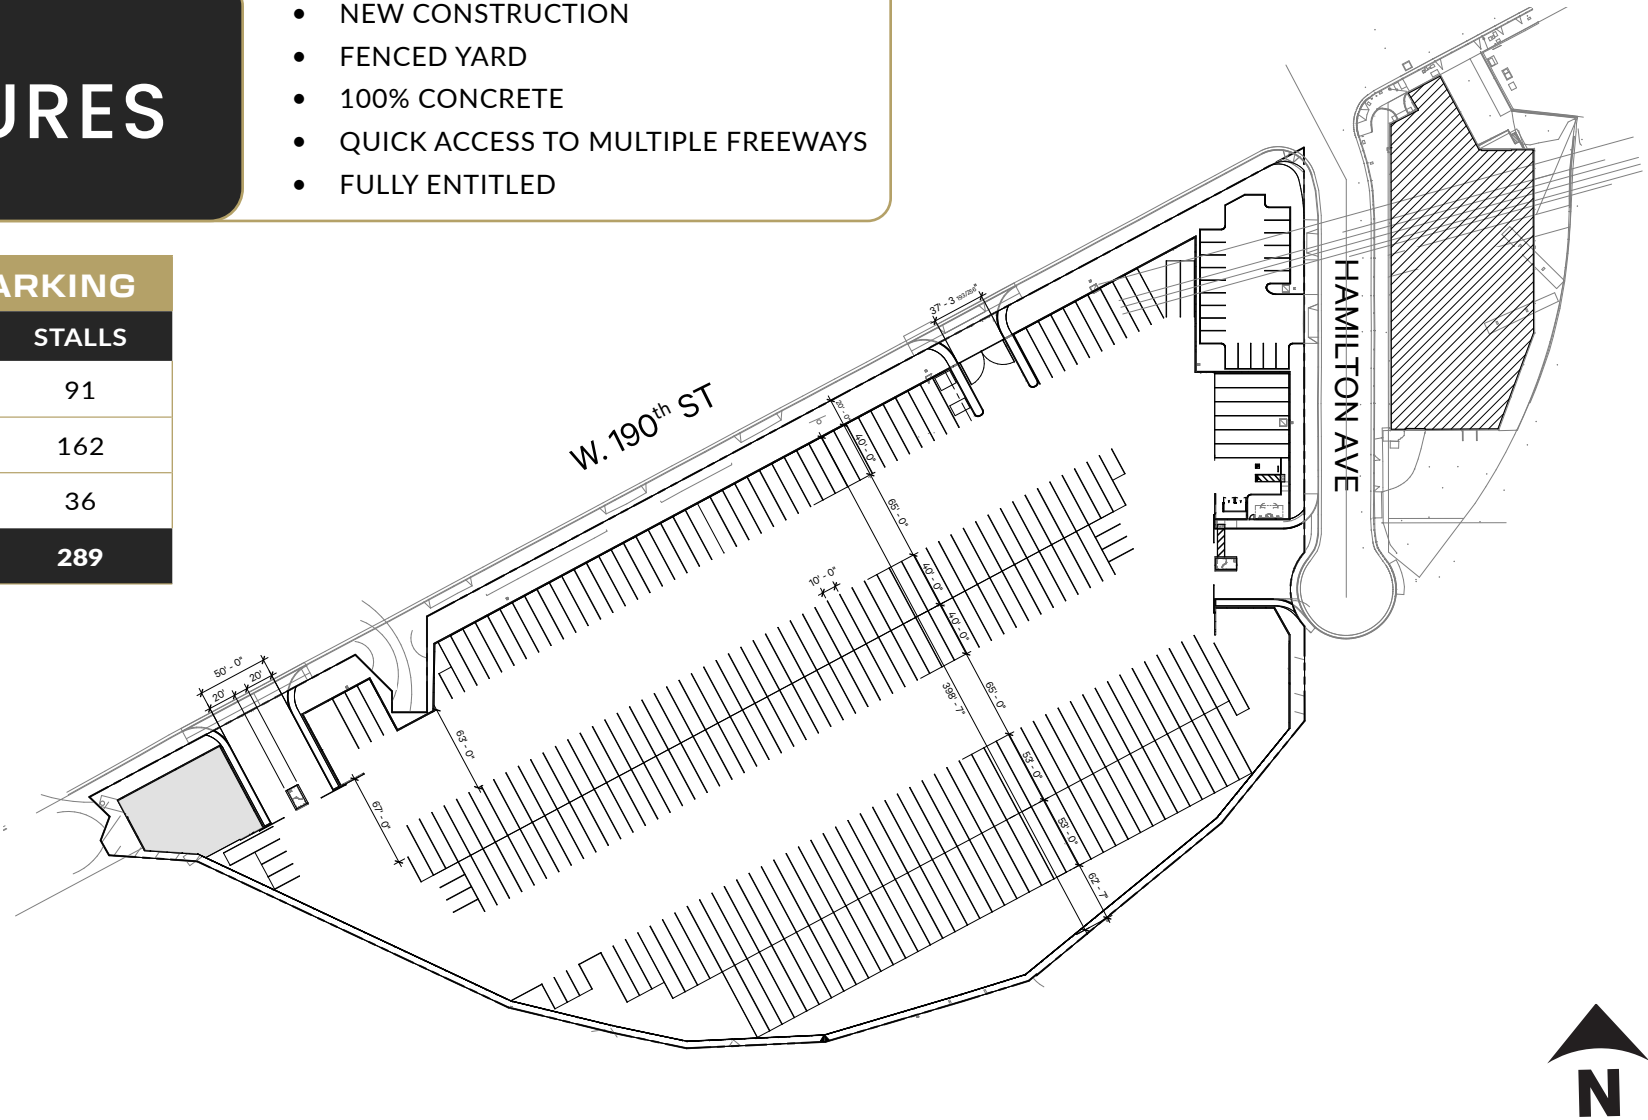 • NEW CONSTRUCTION
• FENCED YARD
URES
• 100% CONCRETE
• QUICK ACCESS TO MULTIPLE FREEWAYS
• FULLY ENTITLED
ARKING
STALLS
91
162
36
289
W. 190th ST
HAMILTON AVE
37' - 3
20' - 0"
40' - 0"
65' - 0"
40' - 0"
10' - 0"
40' - 0"
50' - 0"
20'
20'
398' - 7"
65' - 0"
63' - 0"
53' - 0"
67' - 0"
53' - 0"
62' - 7"
N